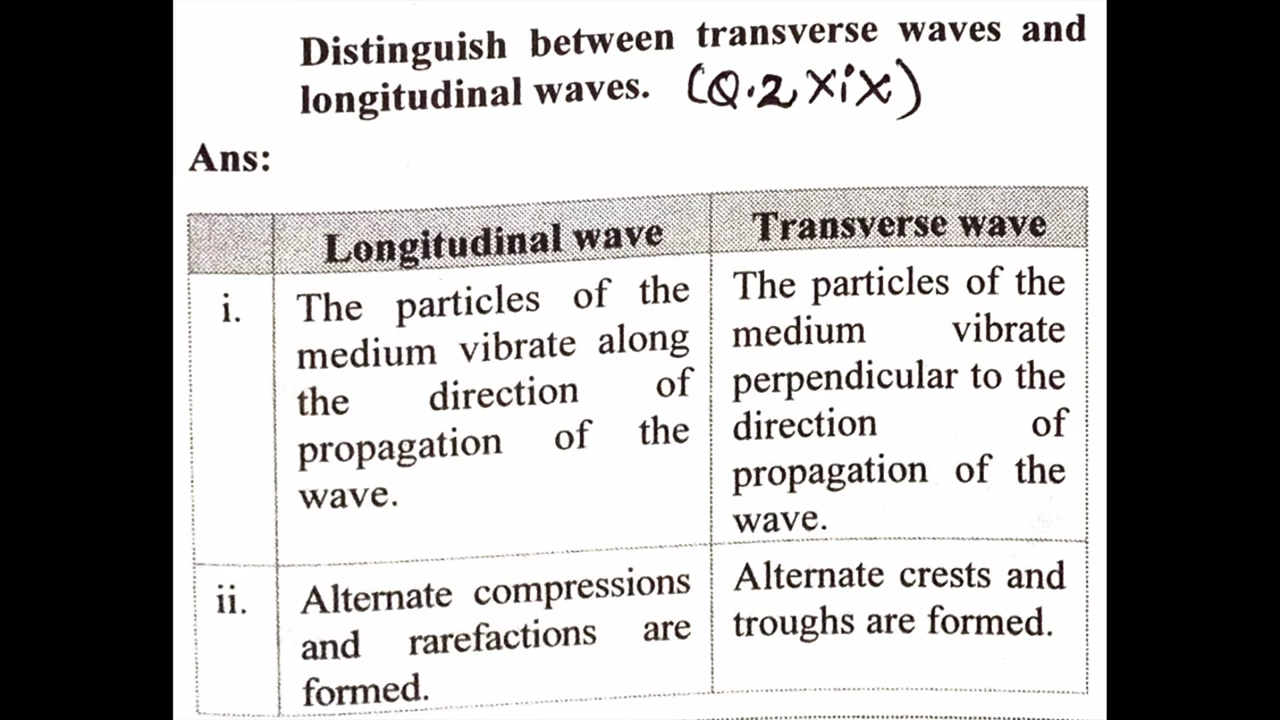 Distinguish between transverse waves and
longitudinal waves. (Q.2 xix)
Ans:
Longitudinal wave
Transverse wave
i.
The particles of the
medium vibrate along
the direction of
propagation of the
wave.
The particles of the
medium vibrate
perpendicular to the
direction of
propagation of the
wave.
ii.
Alternate compressions
and rarefactions are
formed.
Alternate crests and
troughs are formed.